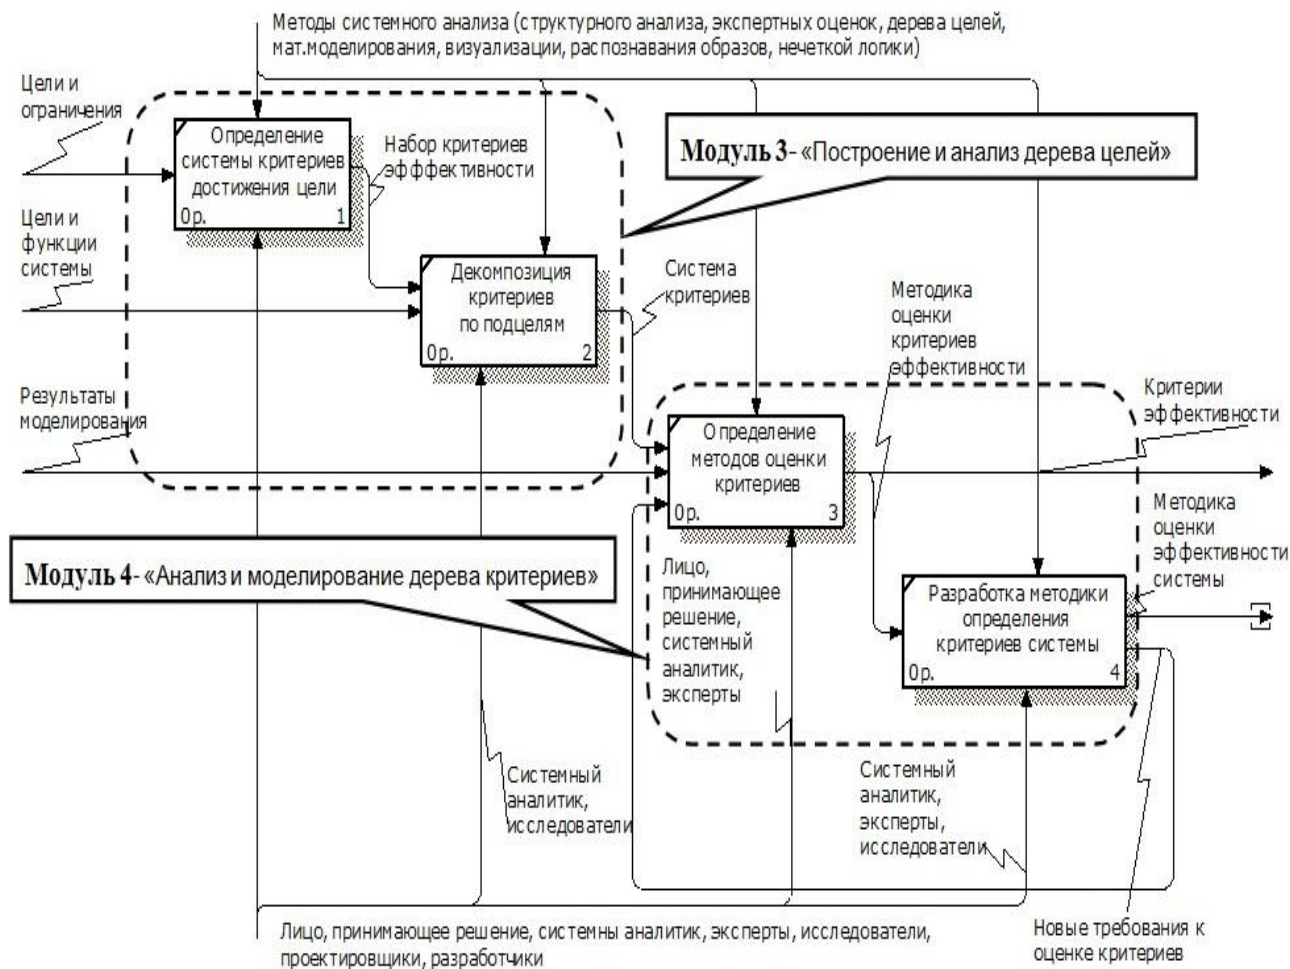 Методы системного анализа (структурного анализа, экспертных оценок, дерева целей,
мат.моделирования, визуализации, распознавания образов, нечеткой логики)
Цели и
ограничения
Определение
системы критериев
достижения цели
0р.
1
Набор критериев
эфффективности
Модуль 3- «Построение и анализ дерева целей»
Цели и
функции
системы
Декомпозиция
критериев
по подцелям
0р.
2
Система
критериев
Методика
оценки
критериев
эффективности
Результаты
моделирования
Определение
методов оценки
критериев
0р.
3
Критерии
эффективности
Методика
оценки
эффективности
системы
Модуль 4- «Анализ и моделирование дерева критериев»
Лицо,
принимающее
решение,
системный
аналитик,
эксперты
Разработка методики
определения
критериев системы
0р.
4
Системный
аналитик,
исследователи
Системный
аналитик,
эксперты,
исследователи
Лицо, принимающее решение, системны аналитик, эксперты, исследователи,
проектировщики, разработчики
Новые требования к
оценке критериев